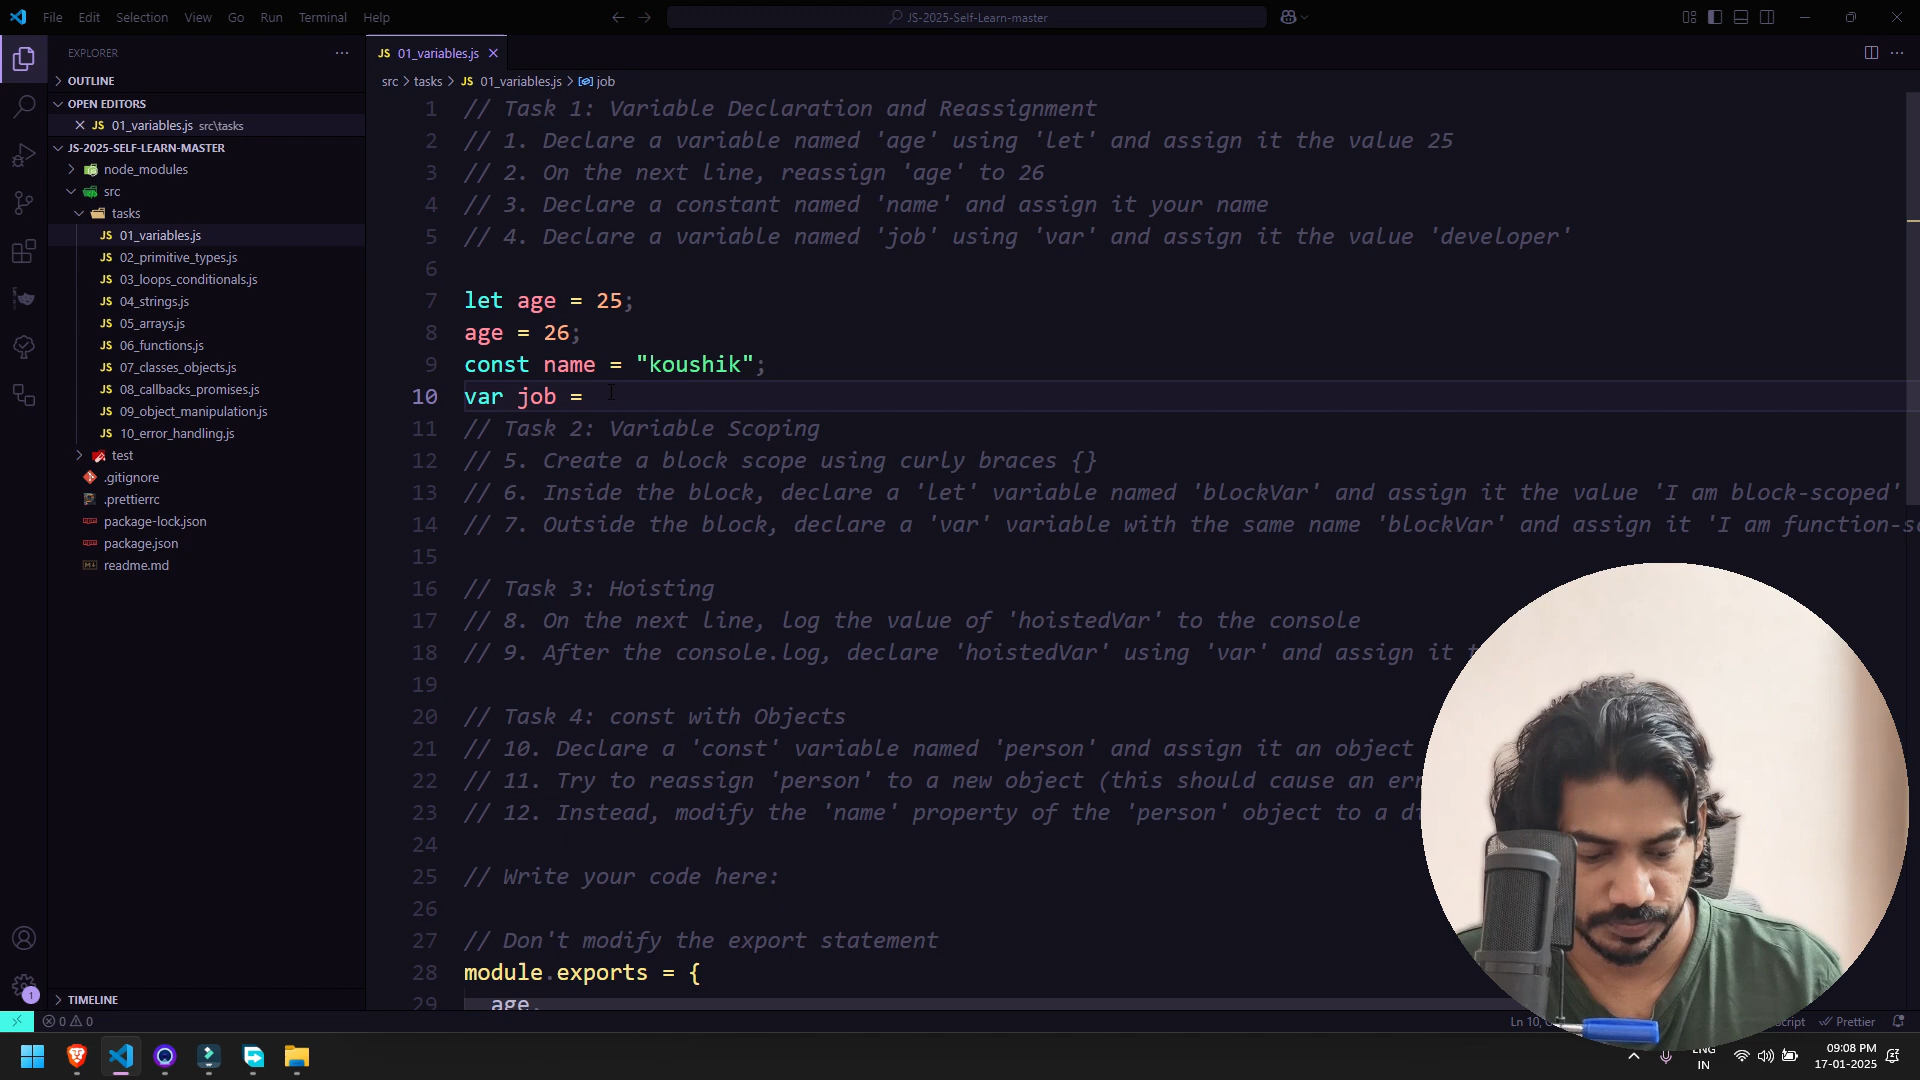 File Edit Selection View Go Run Terminal Help
JS-2025-Self-Learn-master
EXPLORER
OUTLINE
OPEN EDITORS
JS 01_variables.js src\tasks
JS-2025-SELF-LEARN-MASTER
node_modules
src
tasks
JS 01_variables.js
JS 02_primitive_types.js
JS 03_loops_conditionals.js
JS 04_strings.js
JS 05_arrays.js
JS 06_functions.js
JS 07_classes_objects.js
JS 08_callbacks_promises.js
JS 09_object_manipulation.js
JS 10_error_handling.js
test
.gitignore
.prettierrc
package-lock.json
package.json
readme.md
TIMELINE
JS 01_variables.js
src > tasks > JS 01_variables.js > job
1 // Task 1: Variable Declaration and Reassignment
2 // 1. Declare a variable named 'age' using 'let' and assign it the value 25
3 // 2. On the next line, reassign 'age' to 26
4 // 3. Declare a constant named 'name' and assign it your name
5 // 4. Declare a variable named 'job' using 'var' and assign it the value 'developer'
6
7 let age = 25;
8 age = 26;
9 const name = "koushik";
10 var job =
11 // Task 2: Variable Scoping
12 // 5. Create a block scope using curly braces {}
13 // 6. Inside the block, declare a 'let' variable named 'blockVar' and assign it the value 'I am block-scoped'
14 // 7. Outside the block, declare a 'var' variable with the same name 'blockVar' and assign it 'I am function-sc
15
16 // Task 3: Hoisting
17 // 8. On the next line, log the value of 'hoistedVar' to the console
18 // 9. After the console.log, declare 'hoistedVar' using 'var' and assign it
19
20 // Task 4: const with Objects
21 // 10. Declare a 'const' variable named 'person' and assign it an object
22 // 11. Try to reassign 'person' to a new object (this should cause an err
23 // 12. Instead, modify the 'name' property of the 'person' object to a di
24
25 // Write your code here:
26
27 // Don't modify the export statement
28 module.exports = {
29 age,
1
0 0
Ln 10,
cript
Prettier
ENG
IN
09:08 PM
17-01-2025